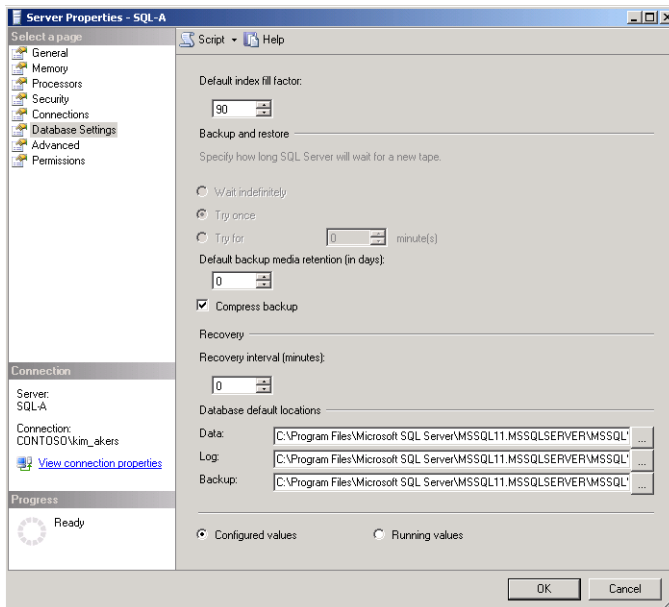 Server Properties - SQL-A
Select a page
General
Memory
Processors
Security
Connections
Database Settings
Advanced
Permissions
Script Help
Default index fill factor:
90
Backup and restore
Specify how long SQL Server will wait for a new tape.
Wait indefinitely
Try once
Try for 0 minute(s)
Default backup media retention (in days):
0
Compress backup
Recovery
Recovery interval (minutes):
0
Database default locations
Data: C:\Program Files\Microsoft SQL Server\MSSQL11.MSSQLSERVER\MSSQL\ ...
Log: C:\Program Files\Microsoft SQL Server\MSSQL11.MSSQLSERVER\MSSQL\ ...
Backup: C:\Program Files\Microsoft SQL Server\MSSQL11.MSSQLSERVER\MSSQL\ ...
Configured values Running values
Connection
Server:
SQL-A
Connection:
CONTOSO\kim_akers
View connection properties
Progress
Ready
OK Cancel